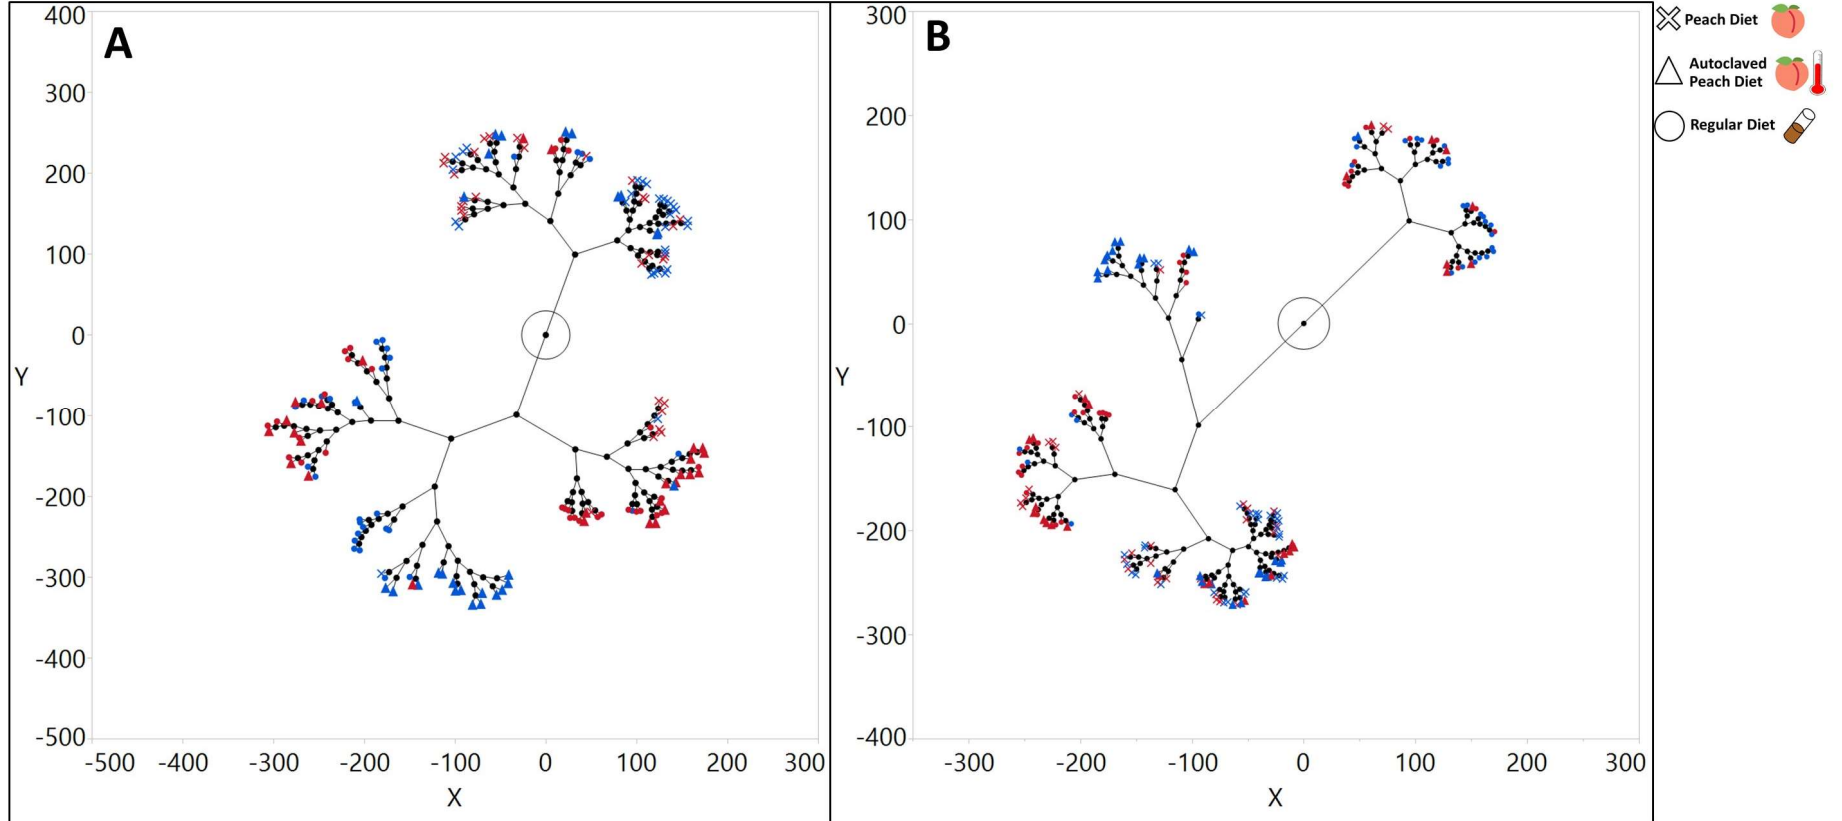 A
400
300
200
100
0
Y
-100
-200
-300
-400
-500
-500 -400 -300 -200 -100 0 100 200 300
X
B
300
200
100
0
Y
-100
-200
-300
-400
-300 -200 -100 0 100 200 300
X
Peach Diet
Autoclaved
Peach Diet
Regular Diet